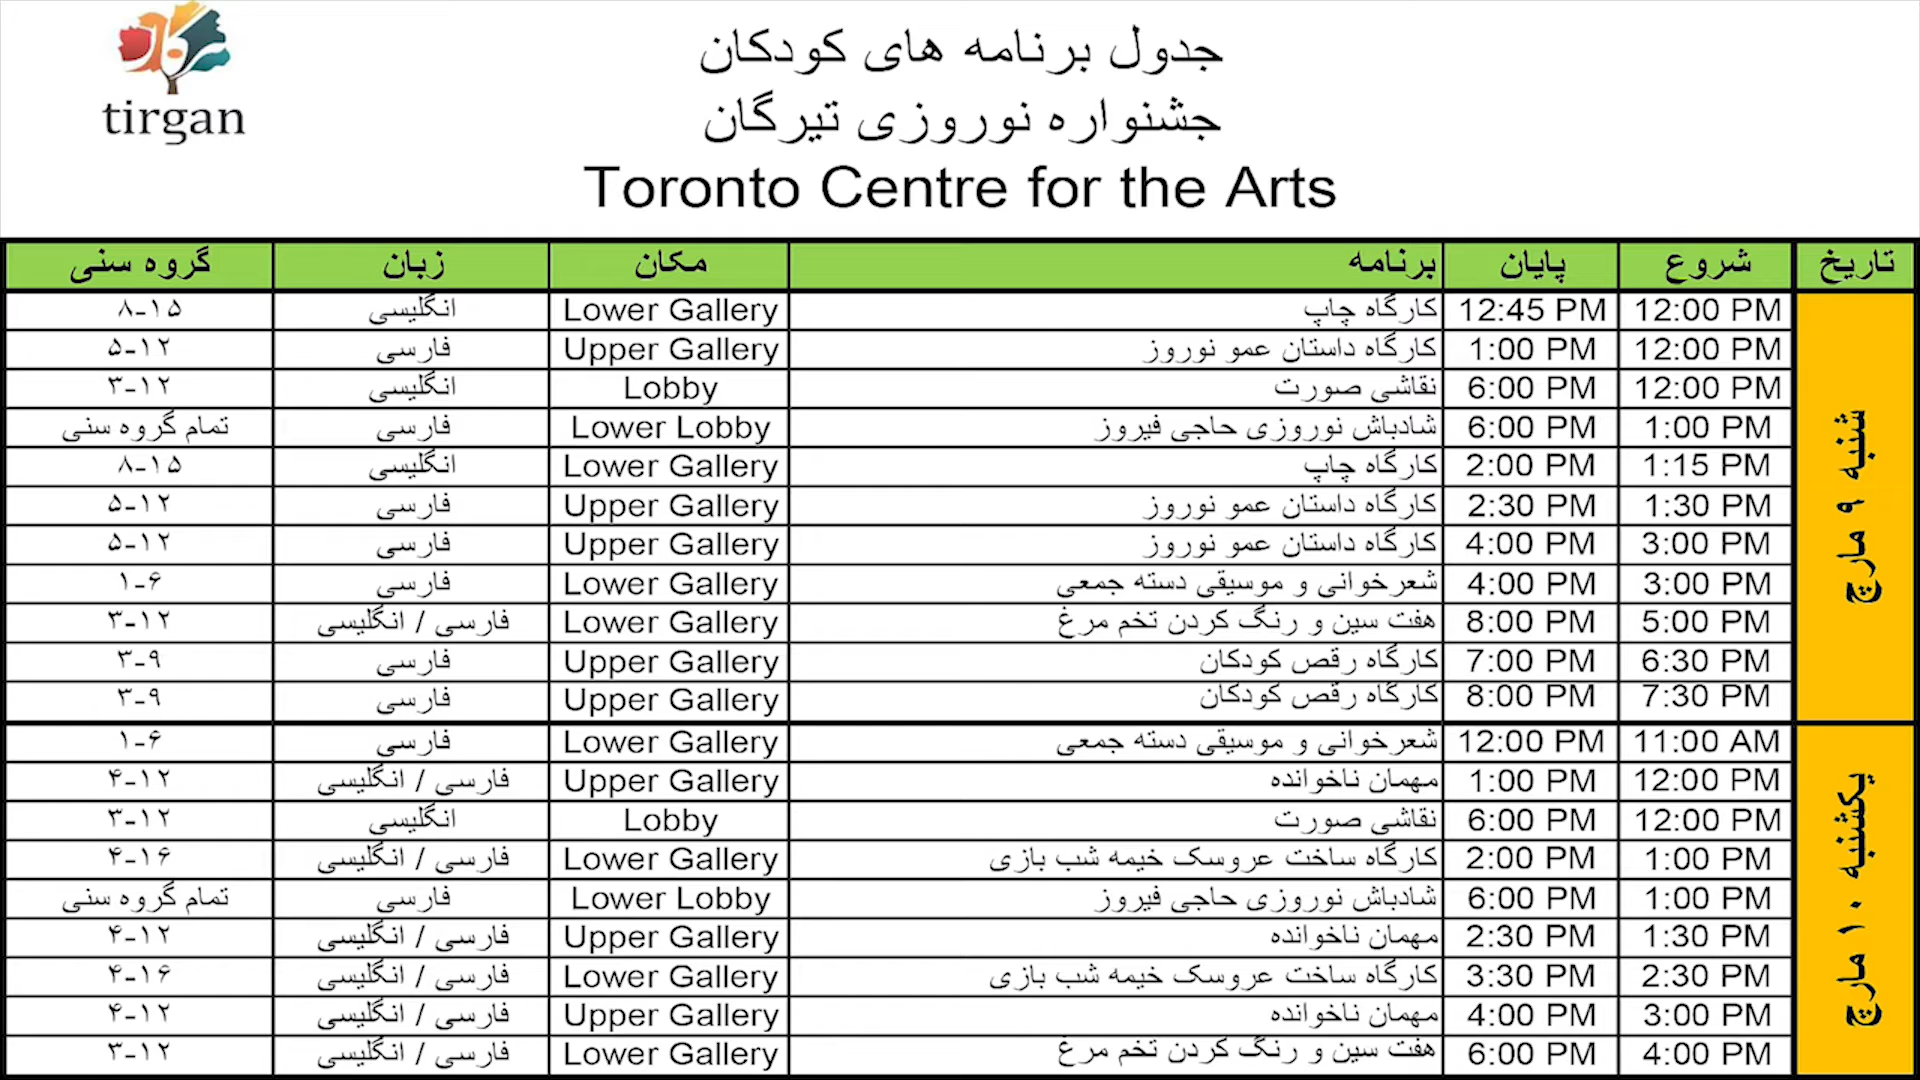 تیرگان
tirgan
جدول برنامه های کودکان
جشنواره نوروزی تیرگان
Toronto Centre for the Arts
تاریخ شروع پایان برنامه مکان زبان گروه سنی
شنبه ۹ مارچ
12:00 PM 12:45 PM کارگاه چاپ Lower Gallery انگلیسی ۸-۱۵
12:00 PM 1:00 PM کارگاه داستان عمو نوروز Upper Gallery فارسی ۵-۱۲
12:00 PM 6:00 PM نقاشی صورت Lobby انگلیسی ۳-۱۲
1:00 PM 6:00 PM شادباش نوروزی حاجی فیروز Lower Lobby فارسی تمام گروه سنی
1:15 PM 2:00 PM کارگاه چاپ Lower Gallery انگلیسی ۸-۱۵
1:30 PM 2:30 PM کارگاه داستان عمو نوروز Upper Gallery فارسی ۵-۱۲
3:00 PM 4:00 PM کارگاه داستان عمو نوروز Upper Gallery فارسی ۵-۱۲
3:00 PM 4:00 PM شعرخوانی و موسیقی دسته جمعی Lower Gallery فارسی ۱-۶
5:00 PM 8:00 PM هفت سین و رنگ کردن تخم مرغ Lower Gallery فارسی / انگلیسی ۳-۱۲
6:30 PM 7:00 PM کارگاه رقص کودکان Upper Gallery فارسی ۳-۹
7:30 PM 8:00 PM کارگاه رقص کودکان Upper Gallery فارسی ۳-۹
یکشنبه ۱۰ مارچ
11:00 AM 12:00 PM شعرخوانی و موسیقی دسته جمعی Lower Gallery فارسی ۱-۶
12:00 PM 1:00 PM مهمان ناخوانده Upper Gallery فارسی / انگلیسی ۴-۱۲
12:00 PM 6:00 PM نقاشی صورت Lobby انگلیسی ۳-۱۲
1:00 PM 2:00 PM کارگاه ساخت عروسک خیمه شب بازی Lower Gallery فارسی / انگلیسی ۴-۱۶
1:00 PM 6:00 PM شادباش نوروزی حاجی فیروز Lower Lobby فارسی تمام گروه سنی
1:30 PM 2:30 PM مهمان ناخوانده Upper Gallery فارسی / انگلیسی ۴-۱۲
2:30 PM 3:30 PM کارگاه ساخت عروسک خیمه شب بازی Lower Gallery فارسی / انگلیسی ۴-۱۶
3:00 PM 4:00 PM مهمان ناخوانده Upper Gallery فارسی / انگلیسی ۴-۱۲
4:00 PM 6:00 PM هفت سین و رنگ کردن تخم مرغ Lower Gallery فارسی / انگلیسی ۳-۱۲